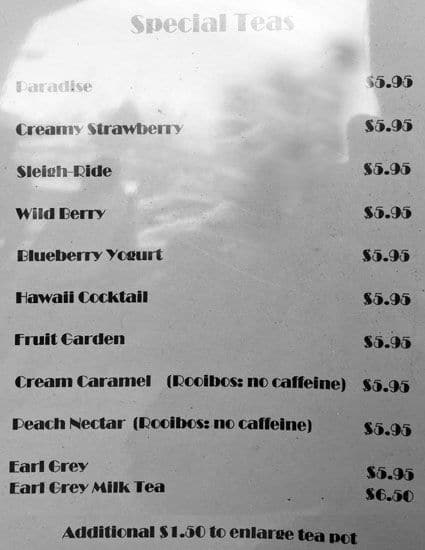 Special Teas
Paradise $5.95
Creamy Strawberry $5.95
Sleigh-Ride $5.95
Wild Berry $5.95
Blueberry Yogurt $5.95
Hawaii Cocktail $5.95
Fruit Garden $5.95
Cream Caramel (Rooibos: no caffeine) $5.95
Peach Nectar (Rooibos: no caffeine) $5.95
Earl Grey $5.95
Earl Grey Milk Tea $6.50
Additional $1.50 to enlarge tea pot